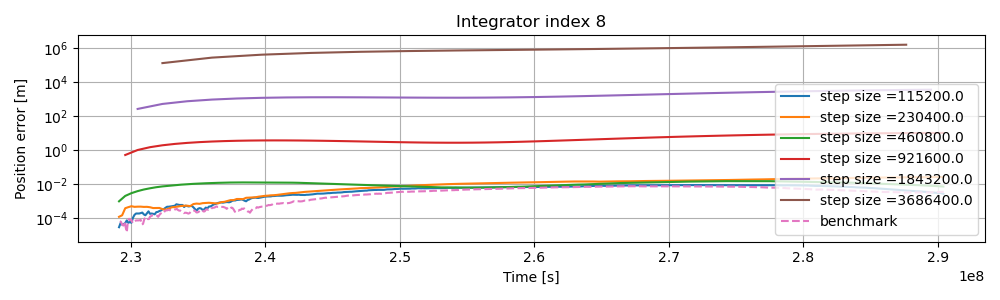 Integrator index 8
Position error [m]
10^6
10^4
10^2
10^0
10^−2
10^−4
step size =115200.0
step size =230400.0
step size =460800.0
step size =921600.0
step size =1843200.0
step size =3686400.0
benchmark
2.3 2.4 2.5 2.6 2.7 2.8 2.9
1e8
Time [s]